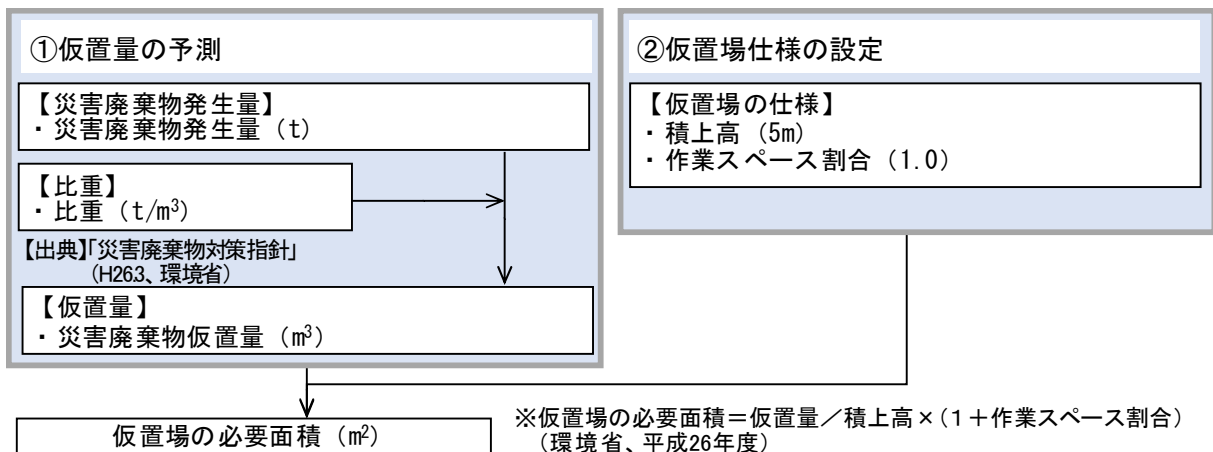 ①仮置量の予測
【災害廃棄物発生量】
・災害廃棄物発生量（t）
【比重】
・比重（t/m³）
【出典】「災害廃棄物対策指針」
（H26.3、環境省）
【仮置量】
・災害廃棄物仮置量（m³）
②仮置場仕様の設定
【仮置場の仕様】
・積上高（5m）
・作業スペース割合（1.0）
仮置場の必要面積（m²）
※仮置場の必要面積＝仮置量／積上高×（１＋作業スペース割合）
（環境省、平成26年度）